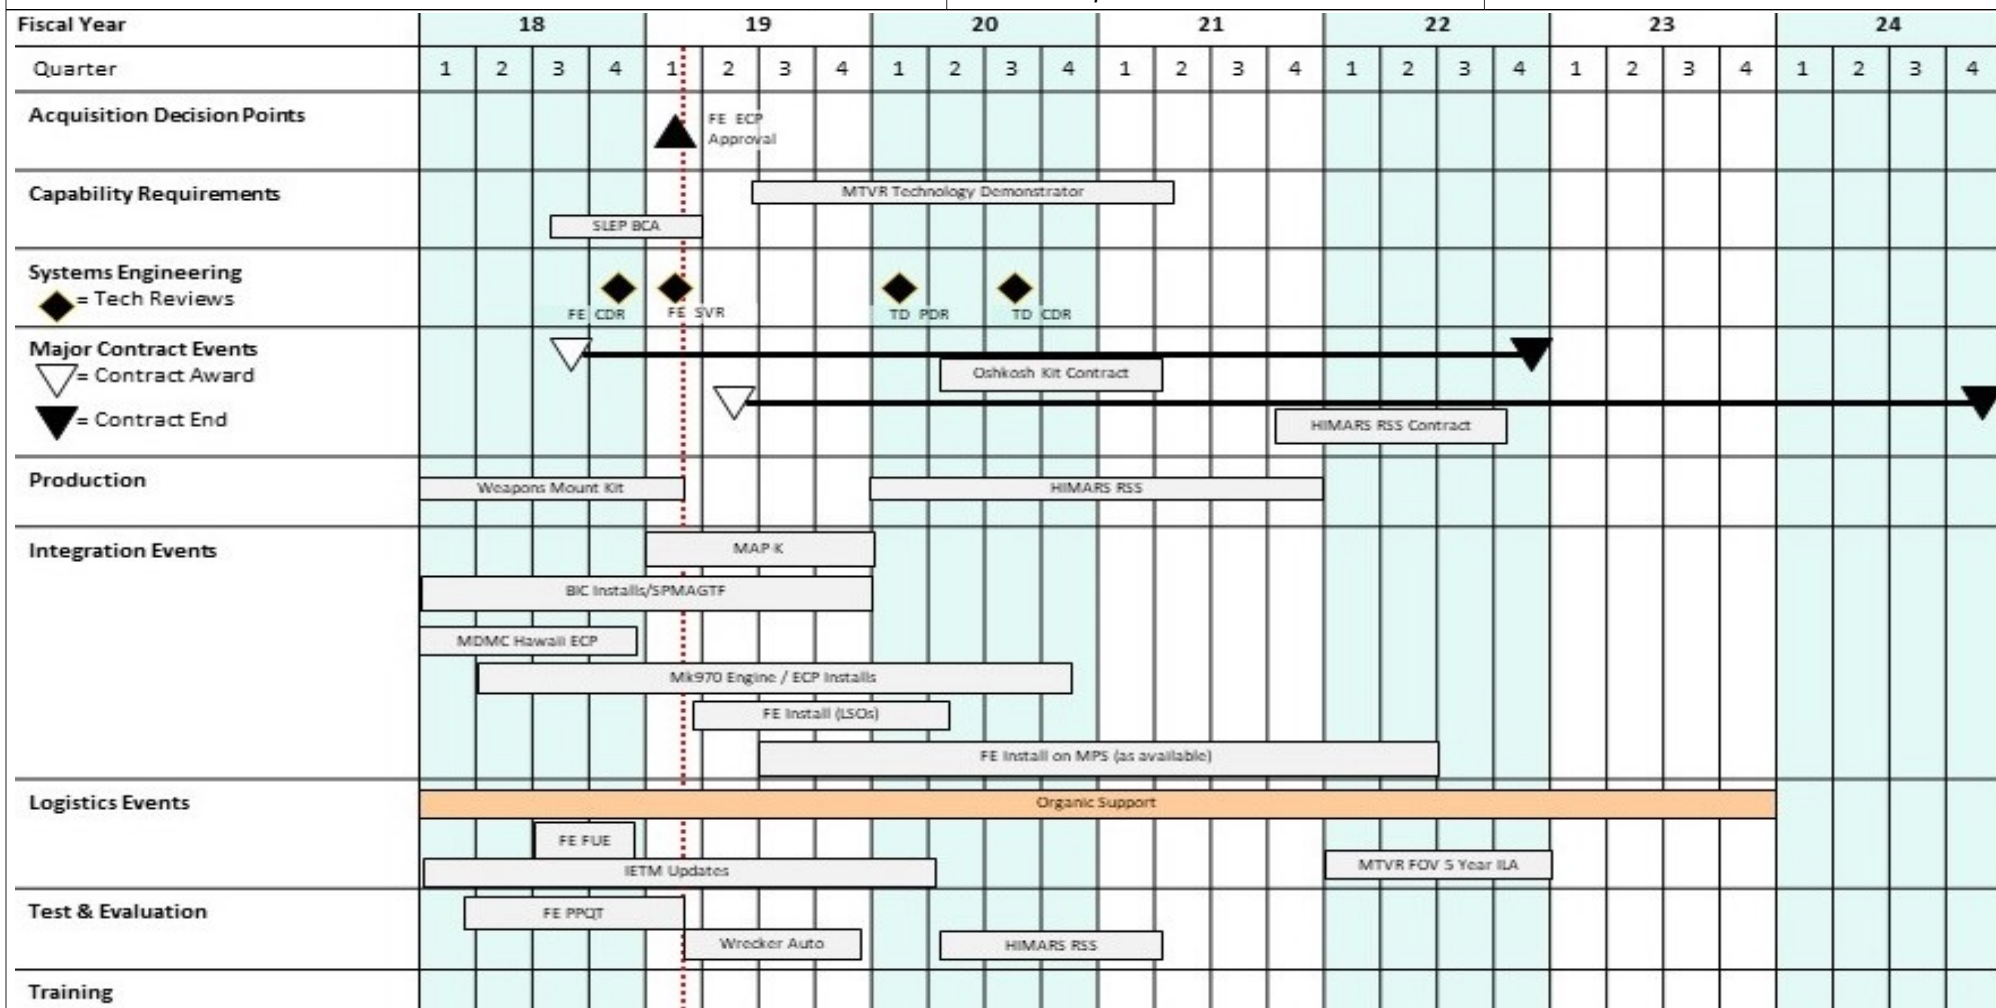 Fiscal Year 18 19 20 21 22 23 24
Quarter 1 2 3 4 1 2 3 4 1 2 3 4 1 2 3 4 1 2 3 4 1 2 3 4 1 2 3 4
Acquisition Decision Points
FE ECP
Approval
Capability Requirements
MTVR Technology Demonstrator
SLEP BCA
Systems Engineering
= Tech Reviews
FE CDR
FE SVR
TD PDR
TD CDR
Major Contract Events
= Contract Award
= Contract End
Oshkosh Kit Contract
HIMARS RSS Contract
Production
Weapons Mount Kit
HIMARS RSS
Integration Events
MAP-K
BIC Installs/SPMAGTF
MDMC Hawaii ECP
Mk970 Engine / ECP Installs
FE Install (LSOs)
FE Install on MPS (as available)
Logistics Events
Organic Support
FE FUE
IETM Updates
MTVR FOV 5 Year ILA
Test & Evaluation
FE PPQT
Wrecker Auto
HIMARS RSS
Training